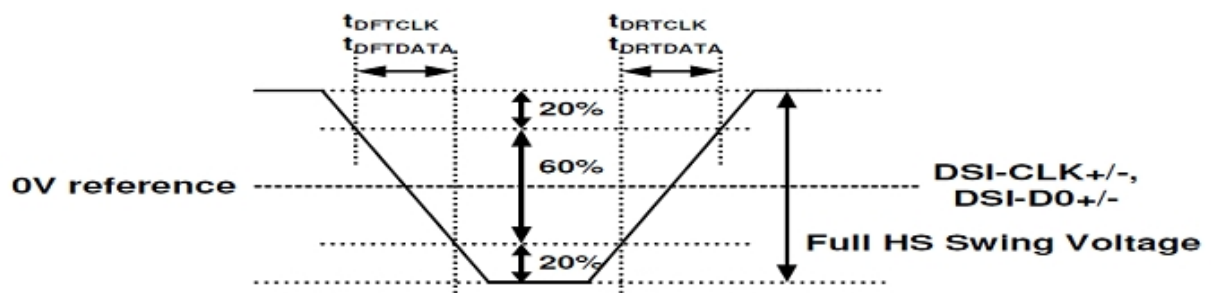 tDFTCLK
tDFTDATA
tDRTCLK
tDRTDATA
20%
60%
0V reference
DSI-CLK+/-,
DSI-D0+/-
Full HS Swing Voltage
20%